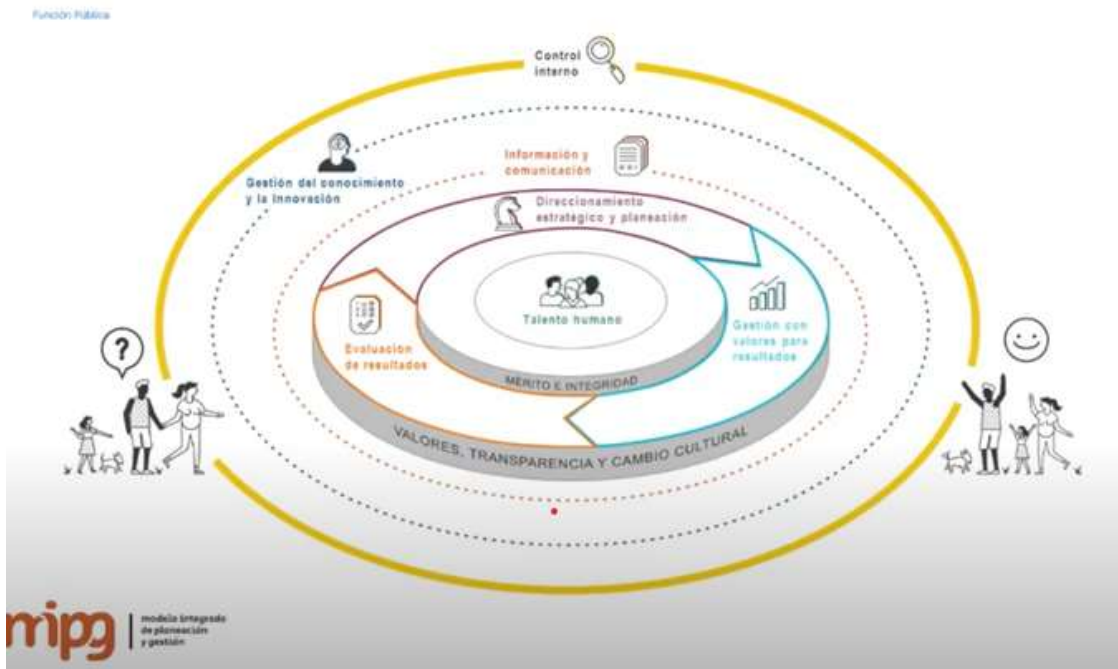 Función Pública
Control
interno
Información y
comunicación
Gestión del conocimiento
y la Innovación
Direccionamiento
estratégico y planeación
Talento humano
Gestión con
valores para
resultados
Evaluación
de resultados
MÉRITO E INTEGRIDAD
VALORES, TRANSPARENCIA Y CAMBIO CULTURAL
?
mipg
modelo integrado
de planeación
y gestión